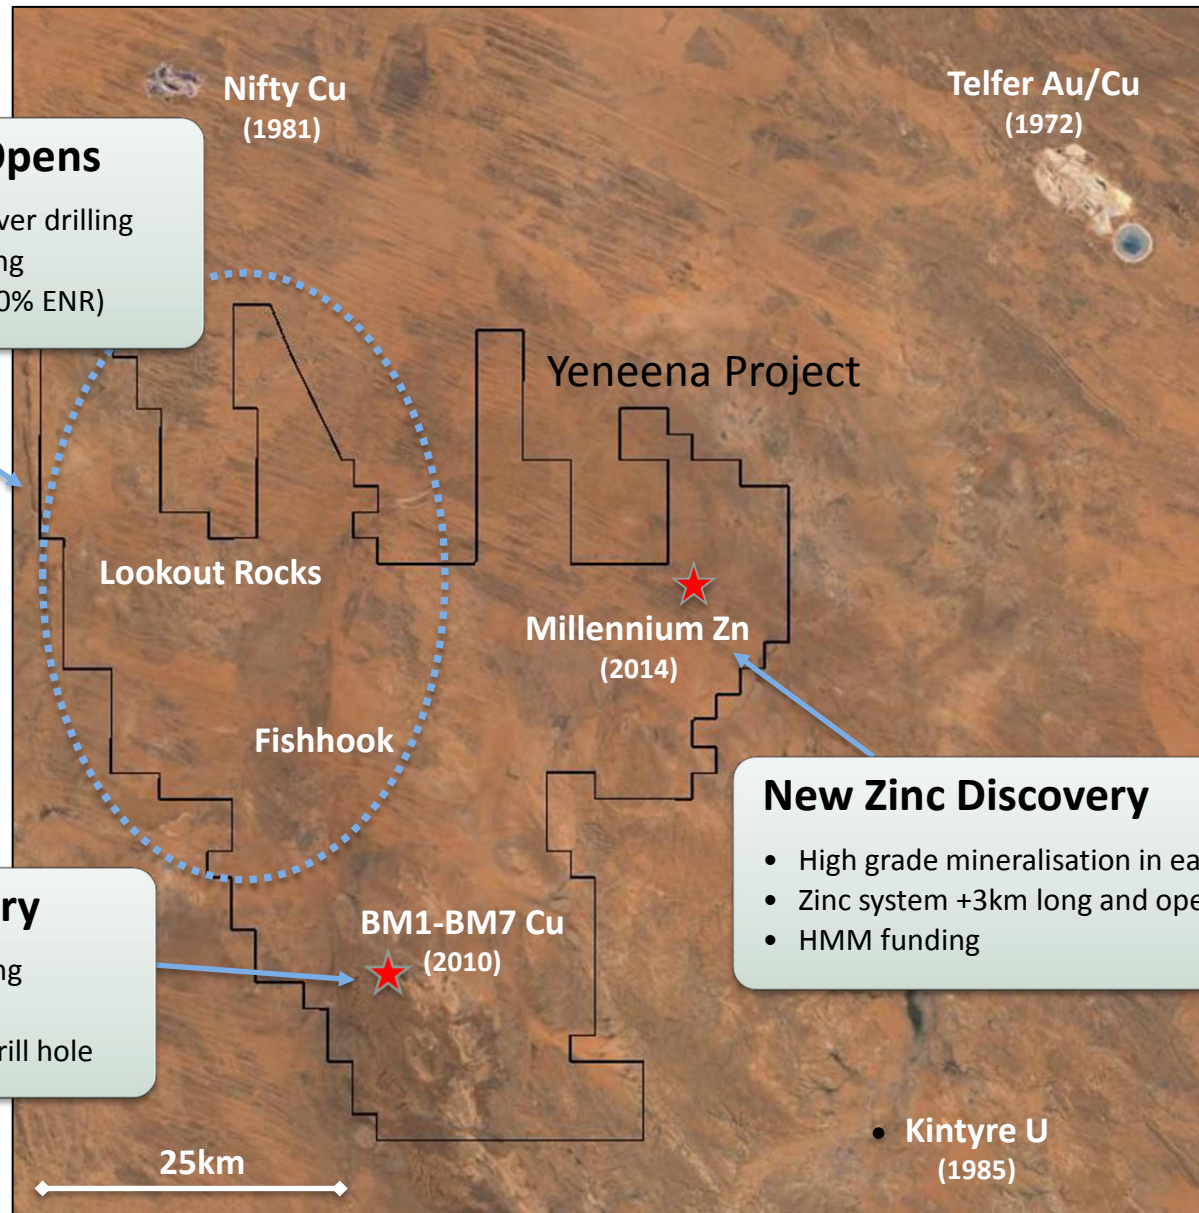 Nifty Cu
(1981)
Telfer Au/Cu
(1972)
Opens
ver drilling
ng
0% ENR)
Yeneena Project
Lookout Rocks
Millennium Zn
(2014)
Fishhook
New Zinc Discovery
• High grade mineralisation in ea
• Zinc system +3km long and ope
• HMM funding
ry
ng
rill hole
BM1-BM7 Cu
(2010)
• Kintyre U
(1985)
25km